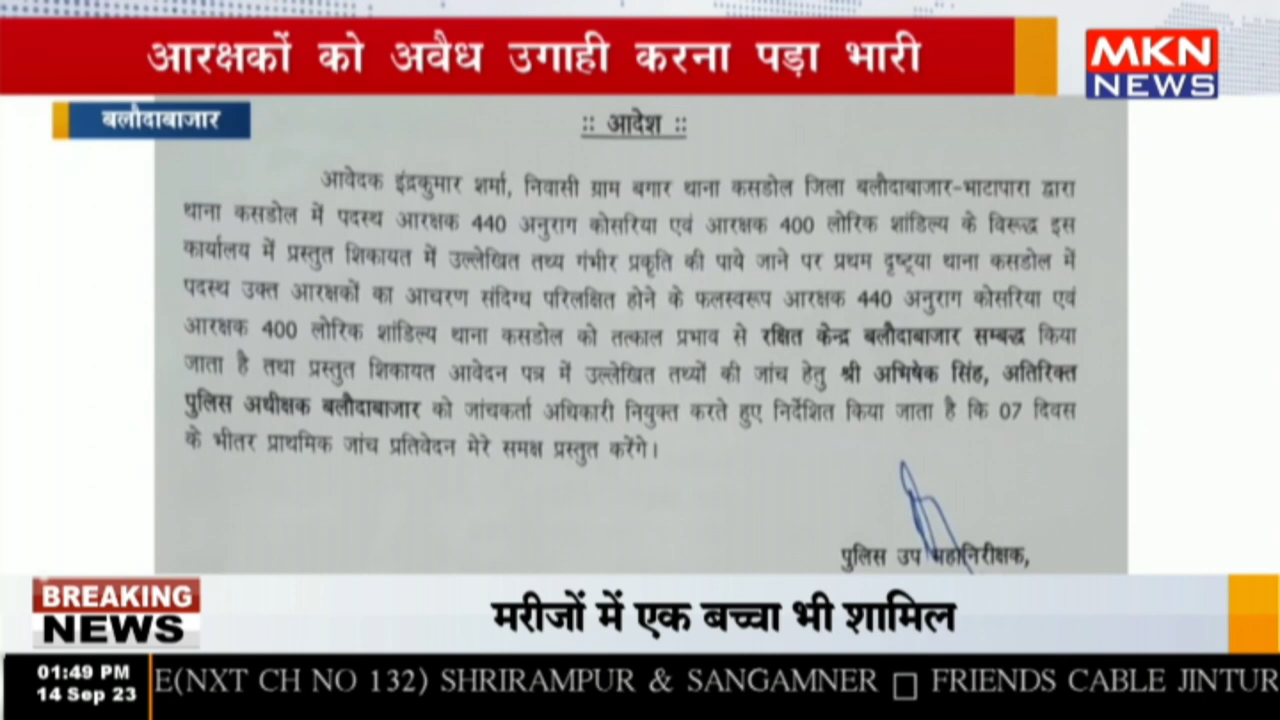 आरक्षकों को अवैध उगाही करना पड़ा भारी
MKN
NEWS
बलौदाबाजार
:: आदेश ::
आवेदक इंद्रकुमार शर्मा, निवासी ग्राम बगार थाना कसडोल जिला बलौदाबाजार-भाटापारा द्वारा
थाना कसडोल में पदस्थ आरक्षक 440 अनुराग कोसरिया एवं आरक्षक 400 लोरिक शांडिल्य के विरूद्ध इस
कार्यालय में प्रस्तुत शिकायत में उल्लेखित तथ्य गंभीर प्रकृति की पाये जाने पर प्रथम दृष्ट्या थाना कसडोल में
पदस्थ उक्त आरक्षकों का आचरण संदिग्ध परिलक्षित होने के फलस्वरूप आरक्षक 440 अनुराग कोसरिया एवं
आरक्षक 400 लोरिक शांडिल्य थाना कसडोल को तत्काल प्रभाव से रक्षित केन्द्र बलौदाबाजार सम्बद्ध किया
जाता है तथा प्रस्तुत शिकायत आवेदन पत्र में उल्लेखित तथ्यों की जांच हेतु श्री अभिषेक सिंह, अतिरिक्त
पुलिस अधीक्षक बलौदाबाजार को जांचकर्ता अधिकारी नियुक्त करते हुए निर्देशित किया जाता है कि 07 दिवस
के भीतर प्राथमिक जांच प्रतिवेदन मेरे समक्ष प्रस्तुत करेंगे।
पुलिस उप महानिरीक्षक,
BREAKING
NEWS
मरीजों में एक बच्चा भी शामिल
01:49 PM
14 Sep 23
E(NXT CH NO 132) SHRIRAMPUR & SANGAMNER □ FRIENDS CABLE JINTUR